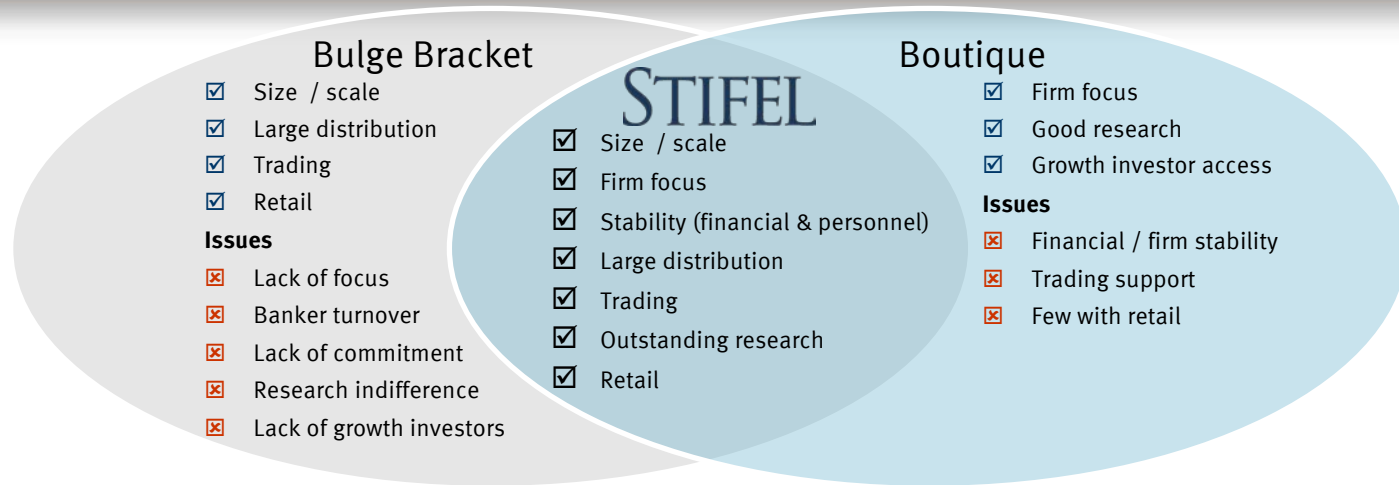 Bulge Bracket
Size / scale
Large distribution
Trading
Retail
Issues
Lack of focus
Banker turnover
Lack of commitment
Research indifference
Lack of growth investors
STIFEL
Size / scale
Firm focus
Stability (financial & personnel)
Large distribution
Trading
Outstanding research
Retail
Boutique
Firm focus
Good research
Growth investor access
Issues
Financial / firm stability
Trading support
Few with retail